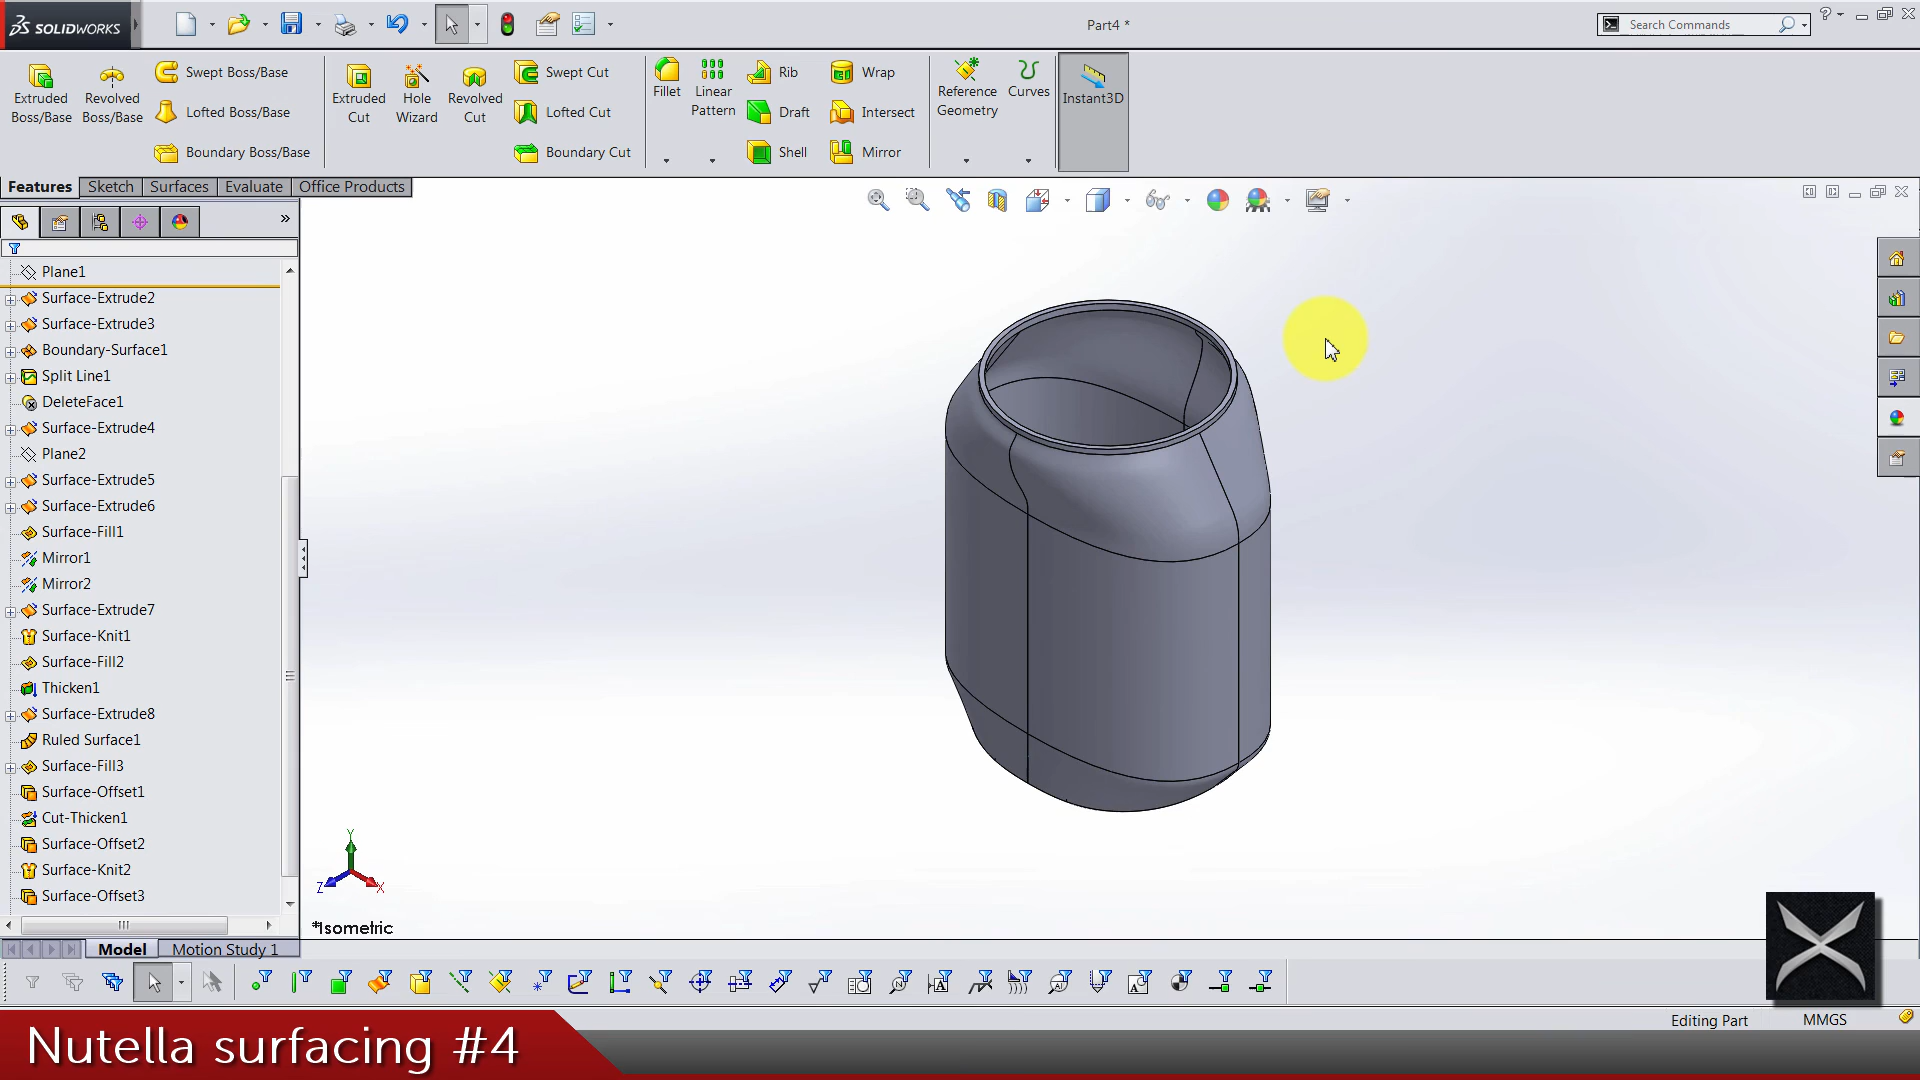 SOLIDWORKS
Part4 *
Search Commands
Extruded Boss/Base
Revolved Boss/Base
Swept Boss/Base
Lofted Boss/Base
Boundary Boss/Base
Extruded Cut
Hole Wizard
Revolved Cut
Swept Cut
Lofted Cut
Boundary Cut
Fillet
Linear Pattern
Rib
Draft
Shell
Wrap
Intersect
Mirror
Reference Geometry
Curves
Instant3D
Features
Sketch
Surfaces
Evaluate
Office Products
Plane1
Surface-Extrude2
Surface-Extrude3
Boundary-Surface1
Split Line1
DeleteFace1
Surface-Extrude4
Plane2
Surface-Extrude5
Surface-Extrude6
Surface-Fill1
Mirror1
Mirror2
Surface-Extrude7
Surface-Knit1
Surface-Fill2
Thicken1
Surface-Extrude8
Ruled Surface1
Surface-Fill3
Surface-Offset1
Cut-Thicken1
Surface-Offset2
Surface-Knit2
Surface-Offset3
Y
Z
X
*Isometric
Model
Motion Study 1
Editing Part
MMGS
Nutella surfacing #4